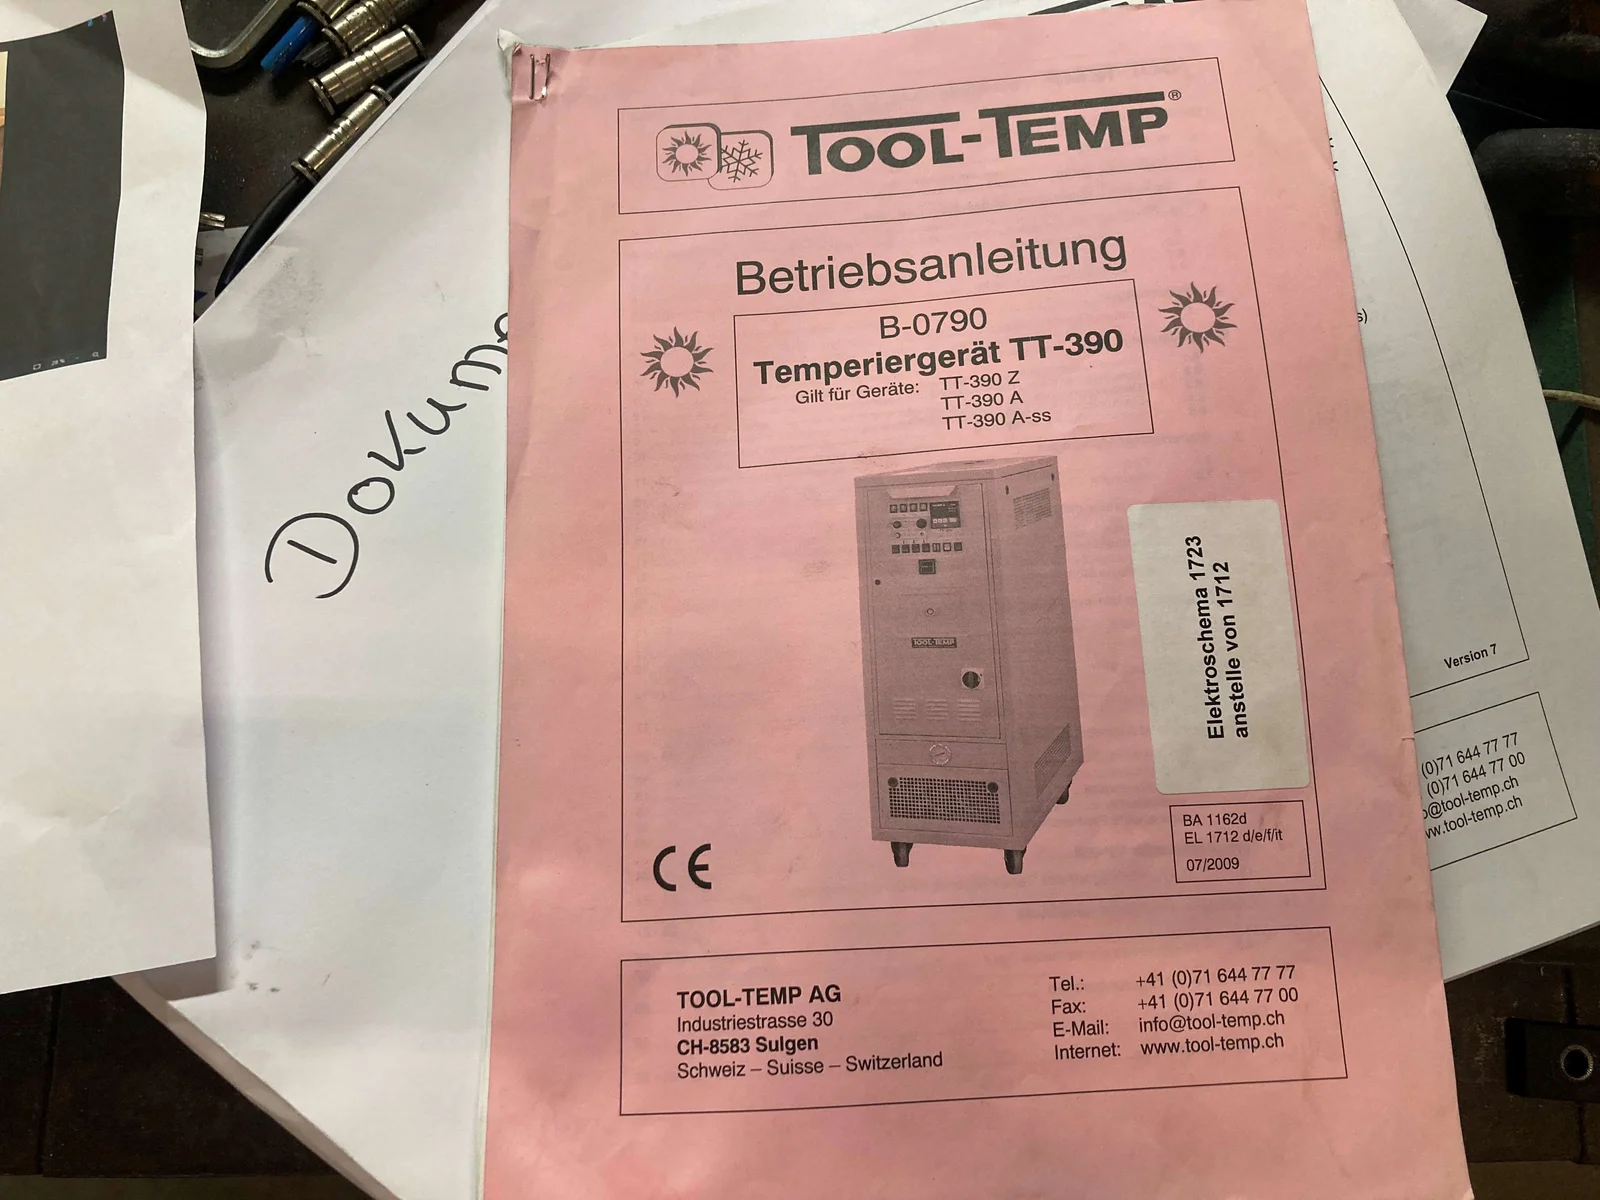 TOOL-TEMP®
Betriebsanleitung
B-0790
Temperiergerät TT-390
Gilt für Geräte: TT-390 Z
TT-390 A
TT-390 A-ss
TOOL-TEMP
Elektroschema 1723
anstelle von 1712
BA 1162d
EL 1712 d/e/f/it
07/2009
CE
TOOL-TEMP AG
Industriestrasse 30
CH-8583 Sulgen
Schweiz – Suisse – Switzerland
Tel.: +41 (0)71 644 77 77
Fax: +41 (0)71 644 77 00
E-Mail: info@tool-temp.ch
Internet: www.tool-temp.ch
Dokum
s)
Version 7
(0)71 644 77 77
(0)71 644 77 00
@tool-temp.ch
ww.tool-temp.ch